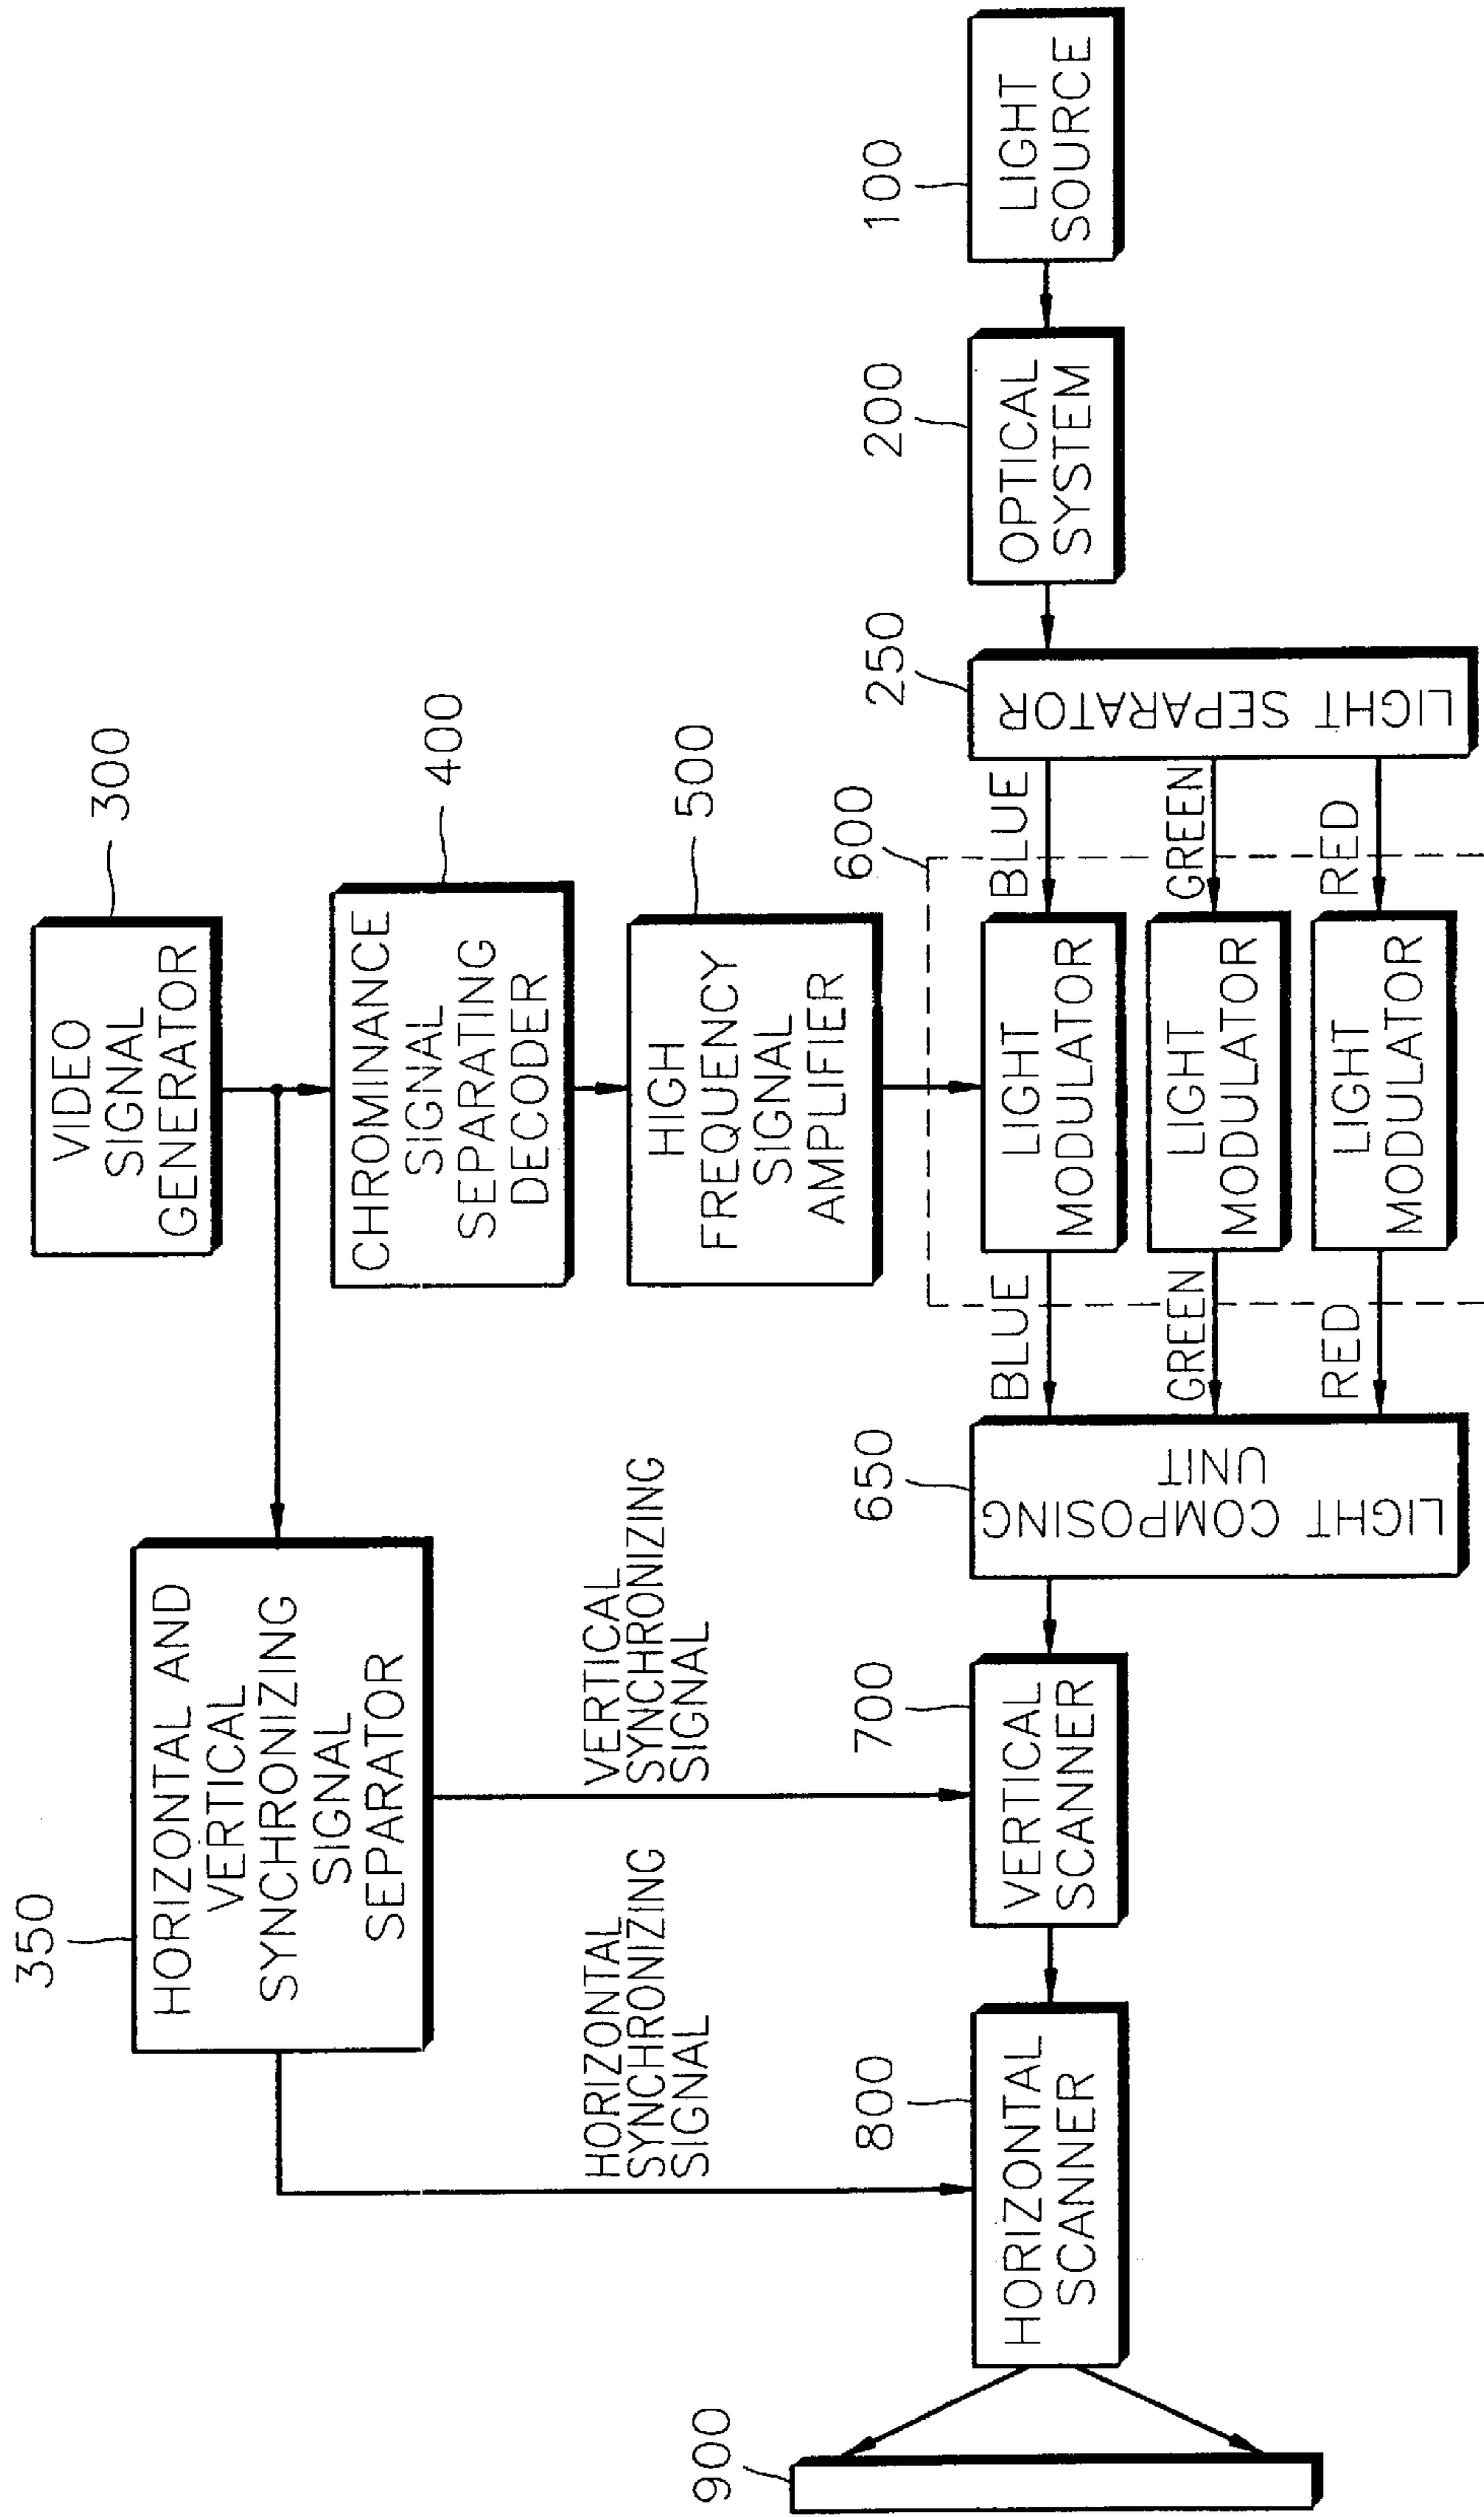 300
VIDEO
SIGNAL
GENERATOR
350
HORIZONTAL AND
VERTICAL
SYNCHRONIZING
SIGNAL
SEPARATOR
400
CHROMINANCE
SIGNAL
SEPARATING
DECODER
500
HIGH
FREQUENCY
SIGNAL
AMPLIFIER
HORIZONTAL
SYNCHRONIZING
SIGNAL
VERTICAL
SYNCHRONIZING
SIGNAL
900
800
HORIZONTAL
SCANNER
700
VERTICAL
SCANNER
650
LIGHT COMPOSING
UNIT
BLUE
GREEN
RED
600
LIGHT
MODULATOR
LIGHT
MODULATOR
LIGHT
MODULATOR
BLUE
GREEN
RED
250
LIGHT SEPARATOR
200
OPTICAL
SYSTEM
100
LIGHT
SOURCE